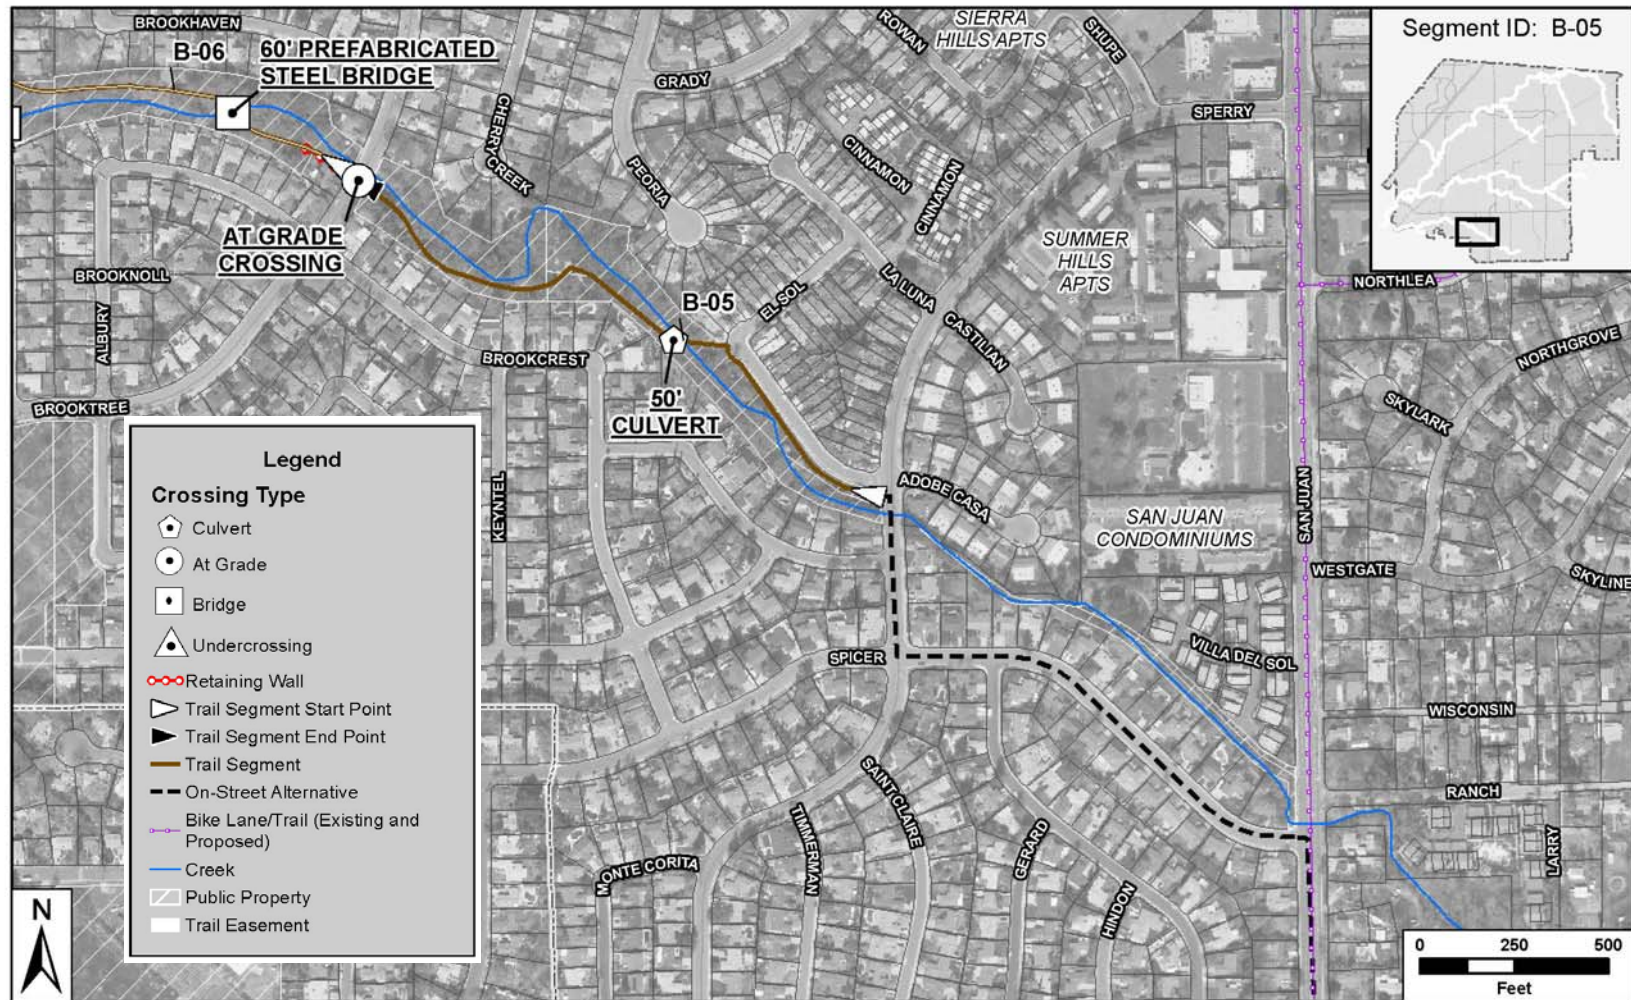 BROOKHAVEN
B-06
60' PREFABRICATED
STEEL BRIDGE
SIERRA
HILLS APTS
ROWAN
SHUPE
GRADY
SPERRY
Segment ID: B-05
CHERRY CREEK
CINNAMON
PEORIA
CINNAMON
AT GRADE
CROSSING
SUMMER
HILLS
APTS
BROOKNOLL
ALBURY
LA LUNA
EL SOL
B-05
CASTILIAN
NORTHLEA
NORTHGROVE
BROOKCREST
BROOKTREE
50'
CULVERT
SKYLARK
KEYNTEL
ADOBE CASA
SAN JUAN
CONDOMINIUMS
SAN JUAN
WESTGATE
SKYLINE
SPICER
VILLA DEL SOL
WISCONSIN
RANCH
LARRY
SAINT CLAIRE
TIMMERMAN
MONTE CORITA
GERARD
HINDON
Legend
Crossing Type
Culvert
At Grade
Bridge
Undercrossing
Retaining Wall
Trail Segment Start Point
Trail Segment End Point
Trail Segment
On-Street Alternative
Bike Lane/Trail (Existing and
Proposed)
Creek
Public Property
Trail Easement
N
0 250 500
Feet